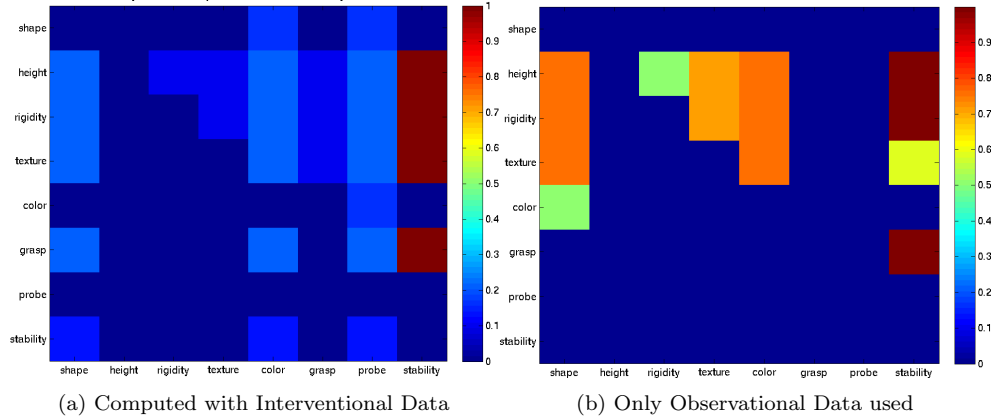 shape
height
rigidity
texture
color
grasp
probe
stability
shape height rigidity texture color grasp probe stability
1
0.9
0.8
0.7
0.6
0.5
0.4
0.3
0.2
0.1
0
(a) Computed with Interventional Data
shape
height
rigidity
texture
color
grasp
probe
stability
shape height rigidity texture color grasp probe stability
0.9
0.8
0.7
0.6
0.5
0.4
0.3
0.2
0.1
0
(b) Only Observational Data used